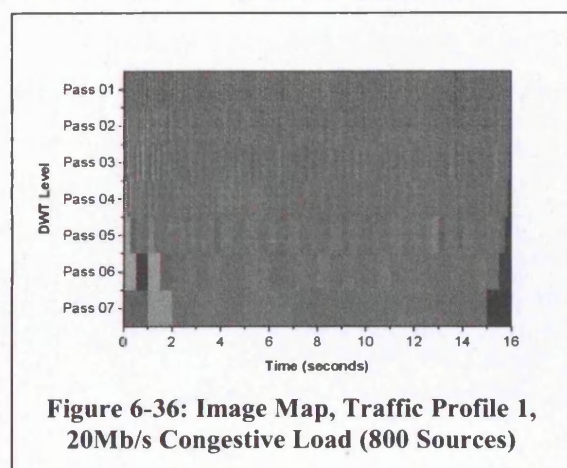 DWT Level
Pass 01
Pass 02
Pass 03
Pass 04
Pass 05
Pass 06
Pass 07
0 2 4 6 8 10 12 14 16
Time (seconds)
Figure 6-36: Image Map, Traffic Profile 1,
20Mb/s Congestive Load (800 Sources)